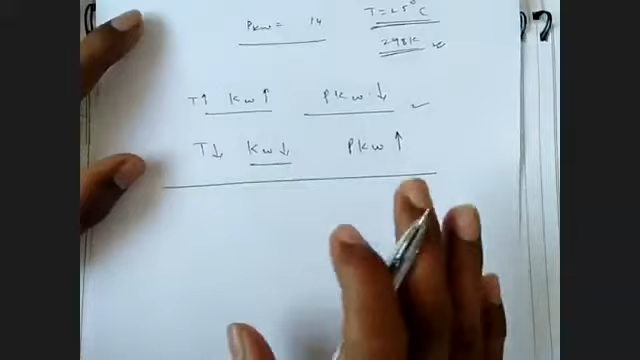 PKw = 14
T = 25° C
298K
T↑ Kw↑ PKw ↓ ✓
T↓ Kw↓ PKw ↑